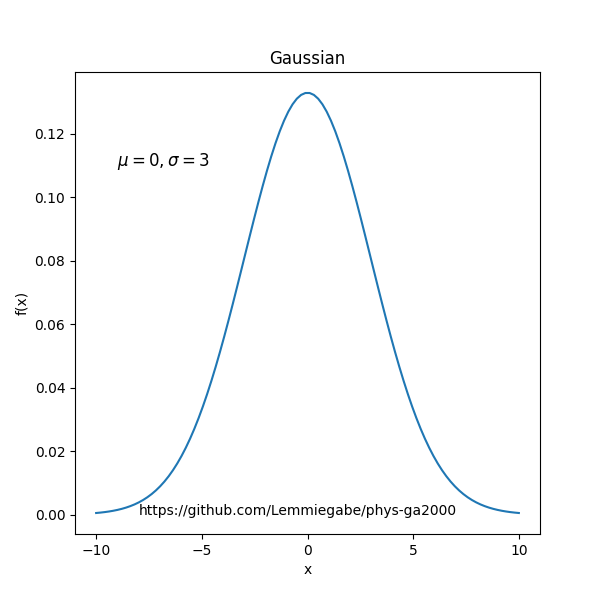 Gaussian
μ = 0, σ = 3
f(x)
0.12
0.10
0.08
0.06
0.04
0.02
0.00
https://github.com/Lemmiegabe/phys-ga2000
−10
−5
0
5
10
x